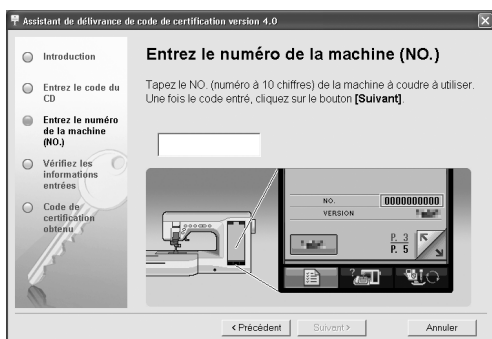 Assistant de délivrance de code de certification version 4.0
Introduction
Entrez le code du
CD
Entrez le numéro
de la machine
(NO.)
Vérifiez les
informations
entrées
Code de
certification
obtenu
Entrez le numéro de la machine (NO.)
Tapez le NO. (numéro à 10 chiffres) de la machine à coudre à utiliser.
Une fois le code entré, cliquez sur le bouton [Suivant].
NO. 0000000000
VERSION
P. 3
P. 5
< Précédent
Suivant >
Annuler